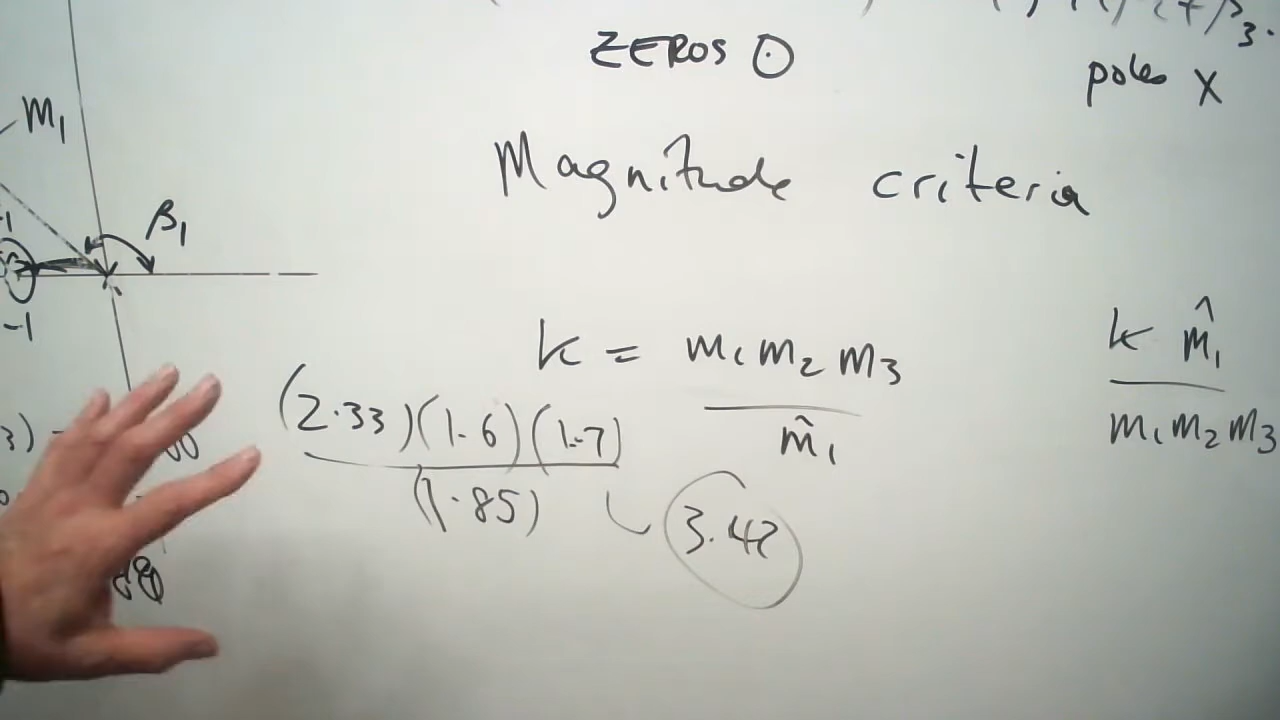 ZEROS ⊙
poles X
M₁
Magnitude criteria
β₁
-1
k = m₁m₂m₃ / m̂₁
k m̂₁ / m₁m₂m₃
(2.33)(1.6)(1.7) / (1.85)
3.42